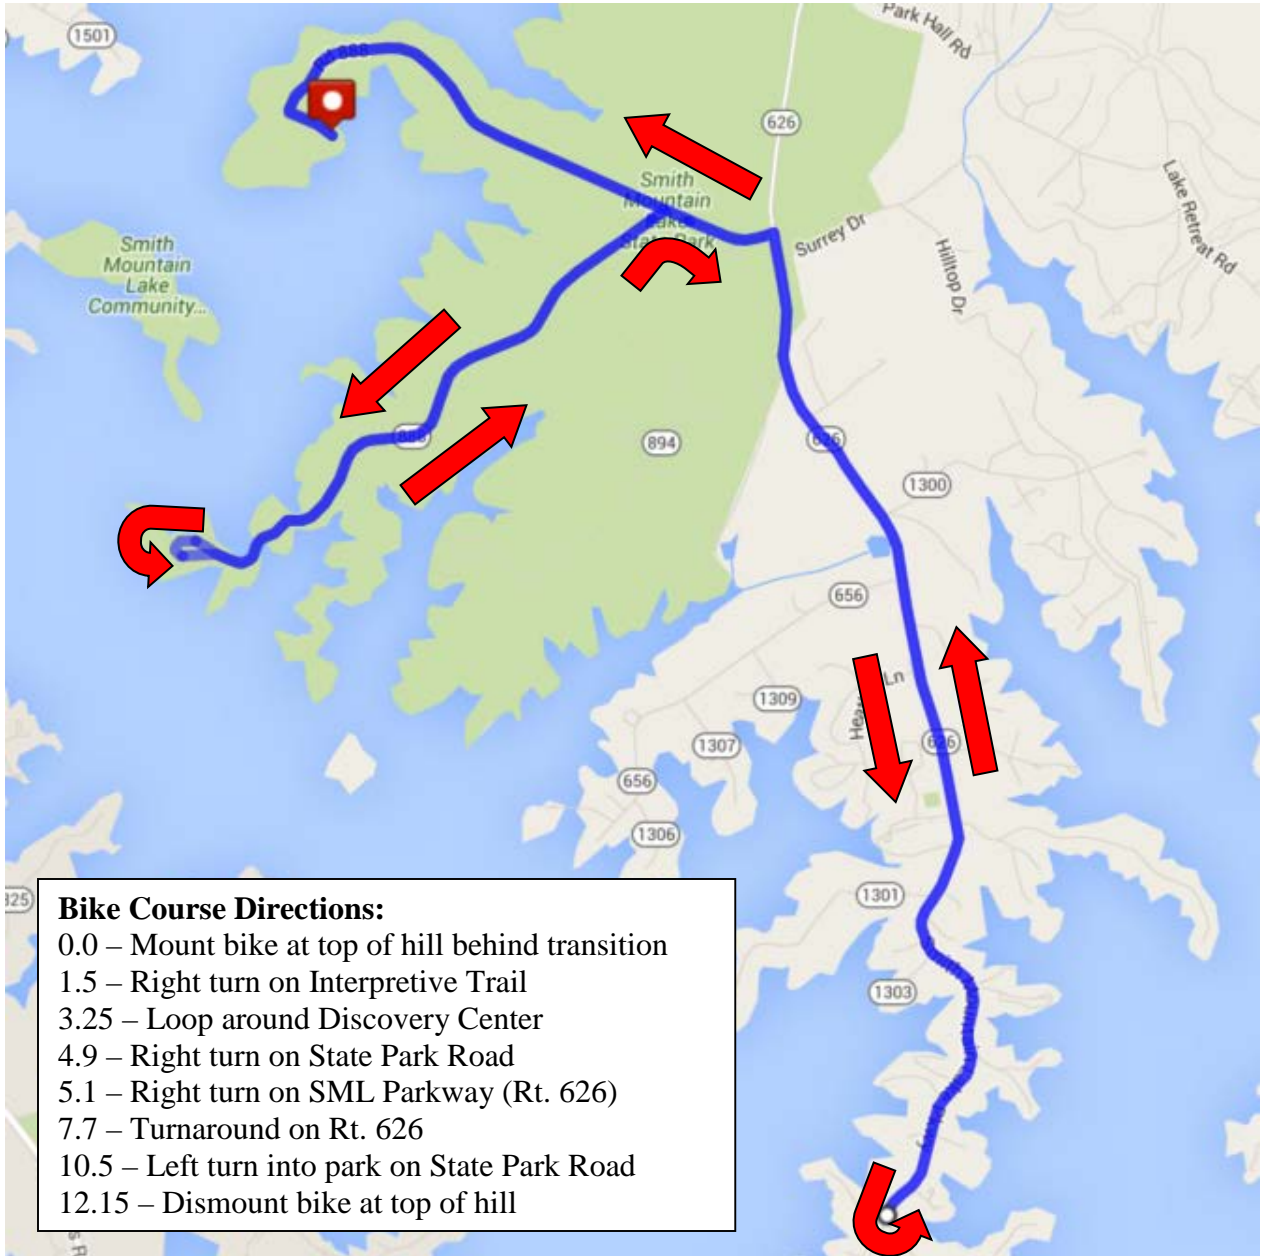 Park Hall Rd
1501
888
626
Smith
Mountain
Lake
State Park
Surrey Dr
Lake Retreat Rd
Hilltop Dr
Smith
Mountain
Lake
Community...
888
894
626
1300
656
Ln
1309
626
1307
656
1306
1301
1303
Bike Course Directions:
0.0 – Mount bike at top of hill behind transition
1.5 – Right turn on Interpretive Trail
3.25 – Loop around Discovery Center
4.9 – Right turn on State Park Road
5.1 – Right turn on SML Parkway (Rt. 626)
7.7 – Turnaround on Rt. 626
10.5 – Left turn into park on State Park Road
12.15 – Dismount bike at top of hill